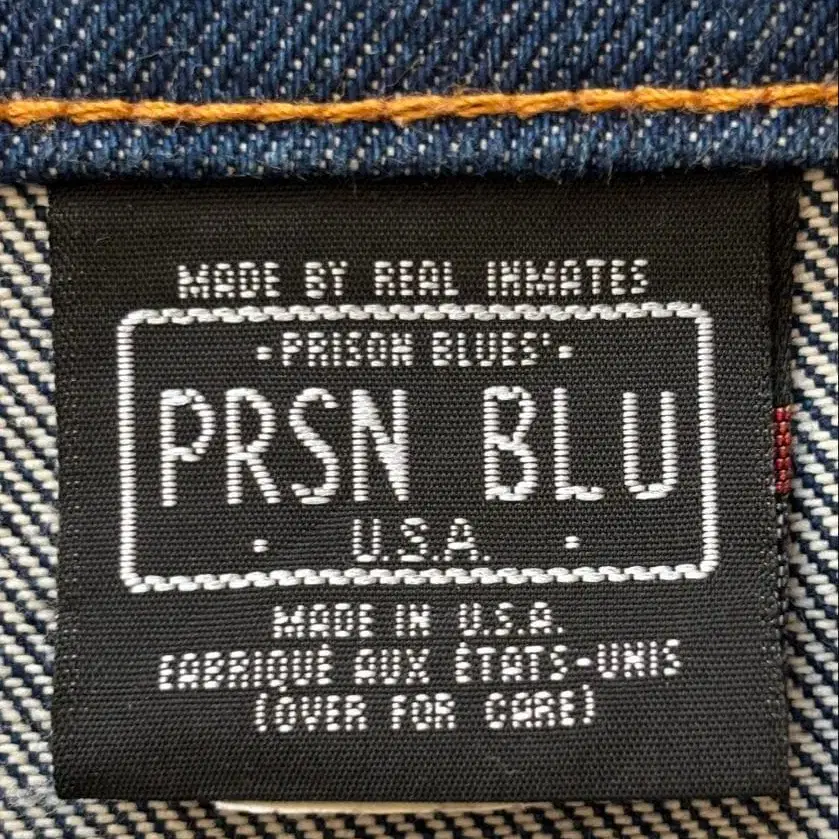 MADE BY REAL INMATES
·PRISON BLUES'·
PRSN BLU
· U.S.A. ·
MADE IN U.S.A.
FABRIQUÉ AUX ÉTATS-UNIS
(OVER FOR CARE)